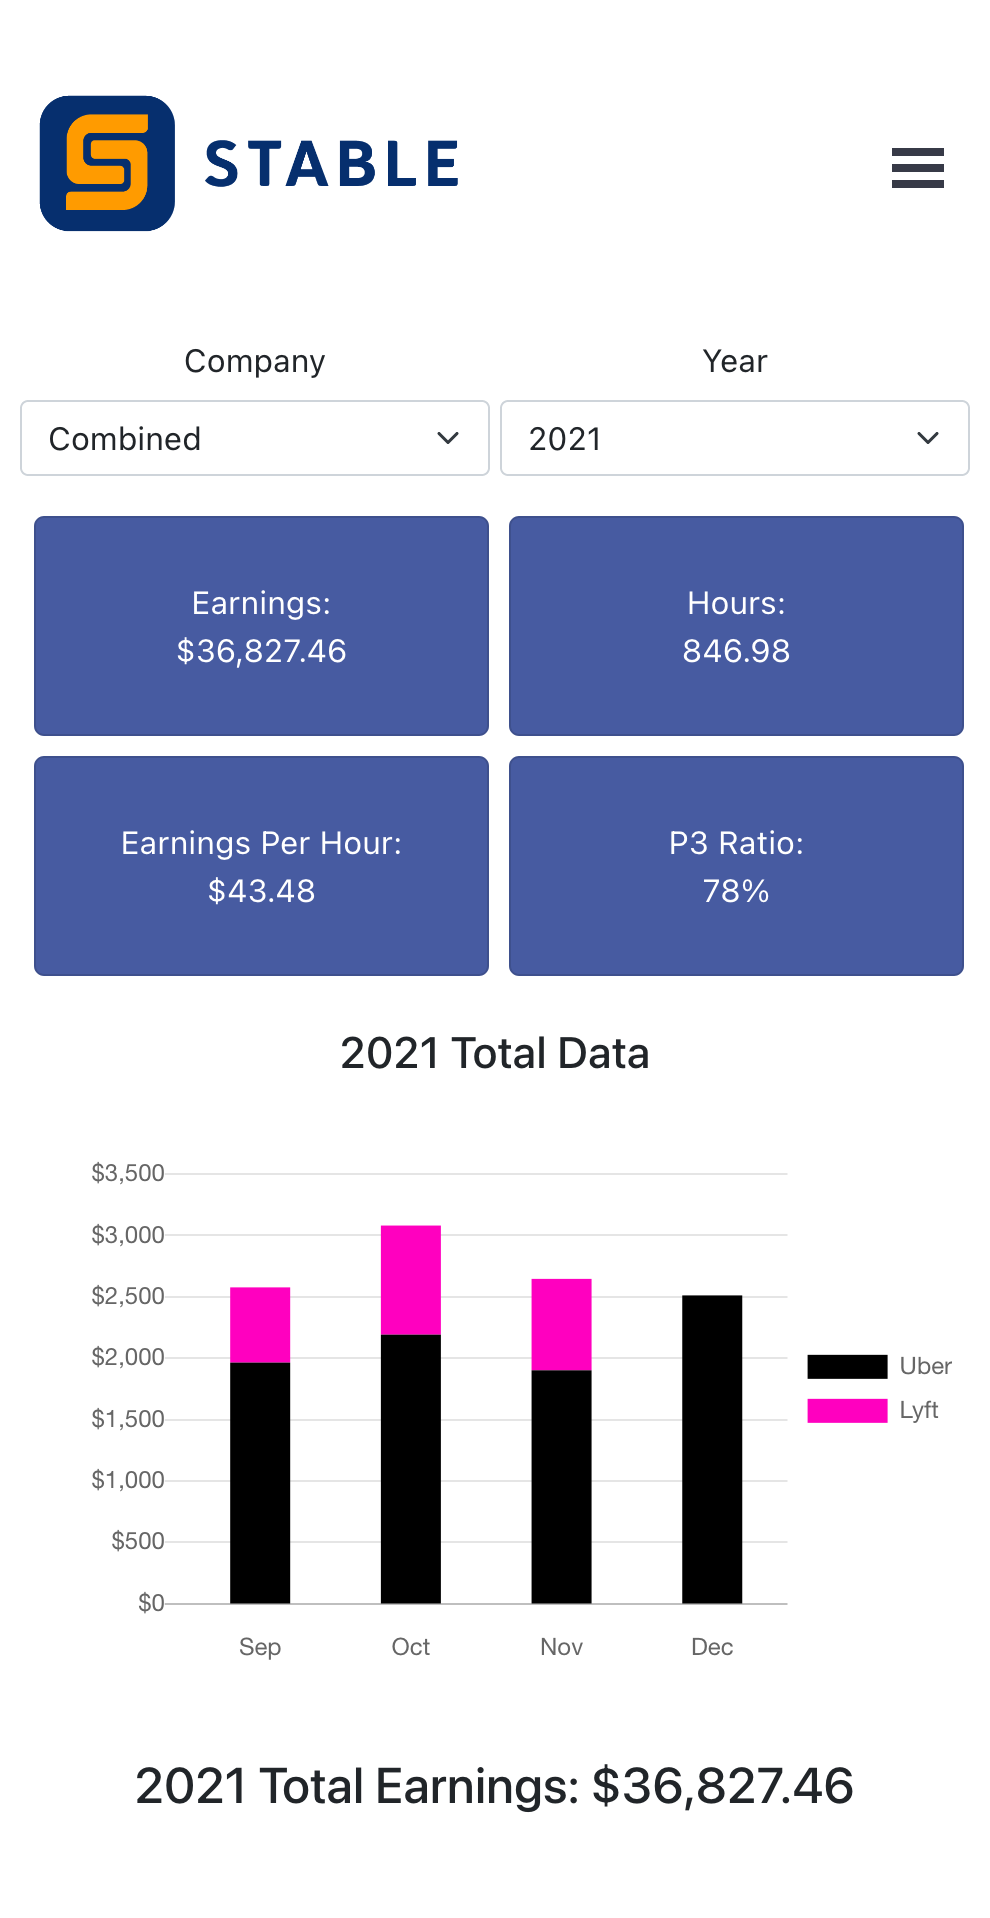 STABLE
Company
Year
Combined
2021
Earnings:
$36,827.46
Hours:
846.98
Earnings Per Hour:
$43.48
P3 Ratio:
78%
2021 Total Data
$3,500
$3,000
$2,500
$2,000
$1,500
$1,000
$500
$0
Sep
Oct
Nov
Dec
Uber
Lyft
2021 Total Earnings: $36,827.46